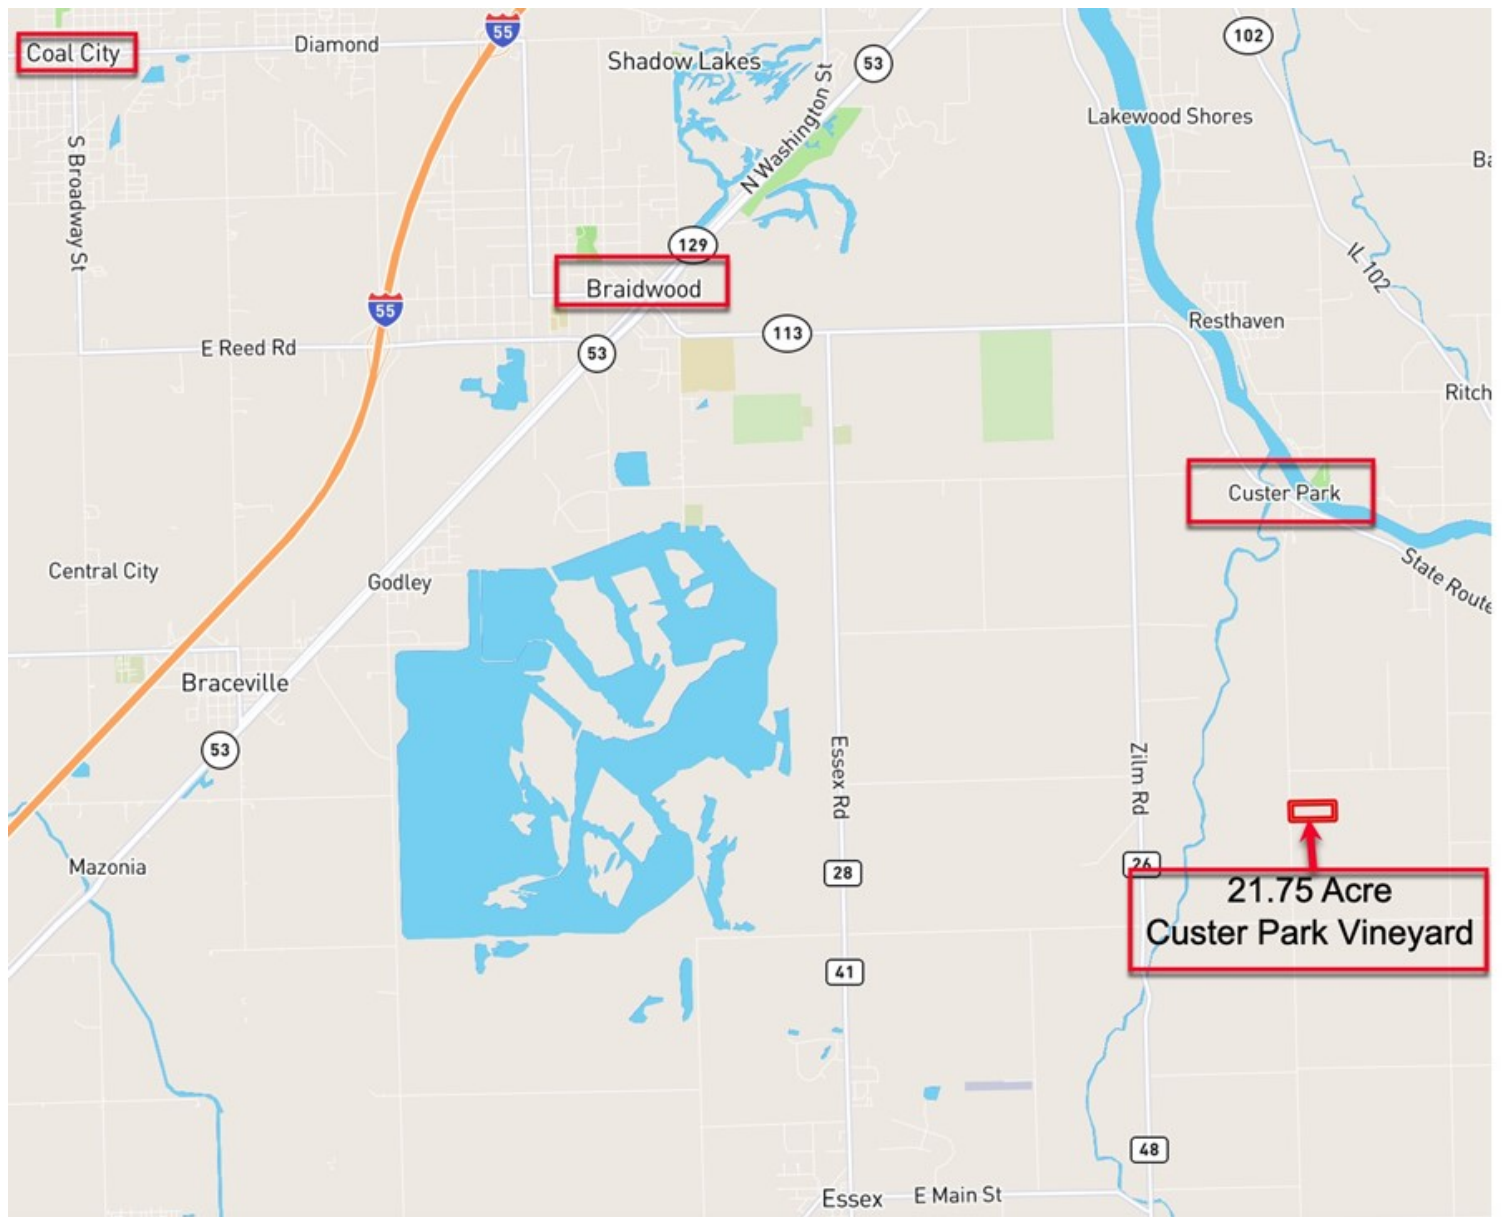 Coal City
Diamond
55
Shadow Lakes
53
102
Lakewood Shores
Ba
S Broadway St
N Washington St
129
IL 102
55
Braidwood
E Reed Rd
53
113
Resthaven
Ritch
Custer Park
State Route
Central City
Godley
Braceville
53
Essex Rd
Zilm Rd
Mazonia
28
26
21.75 Acre
Custer Park Vineyard
41
48
Essex
E Main St